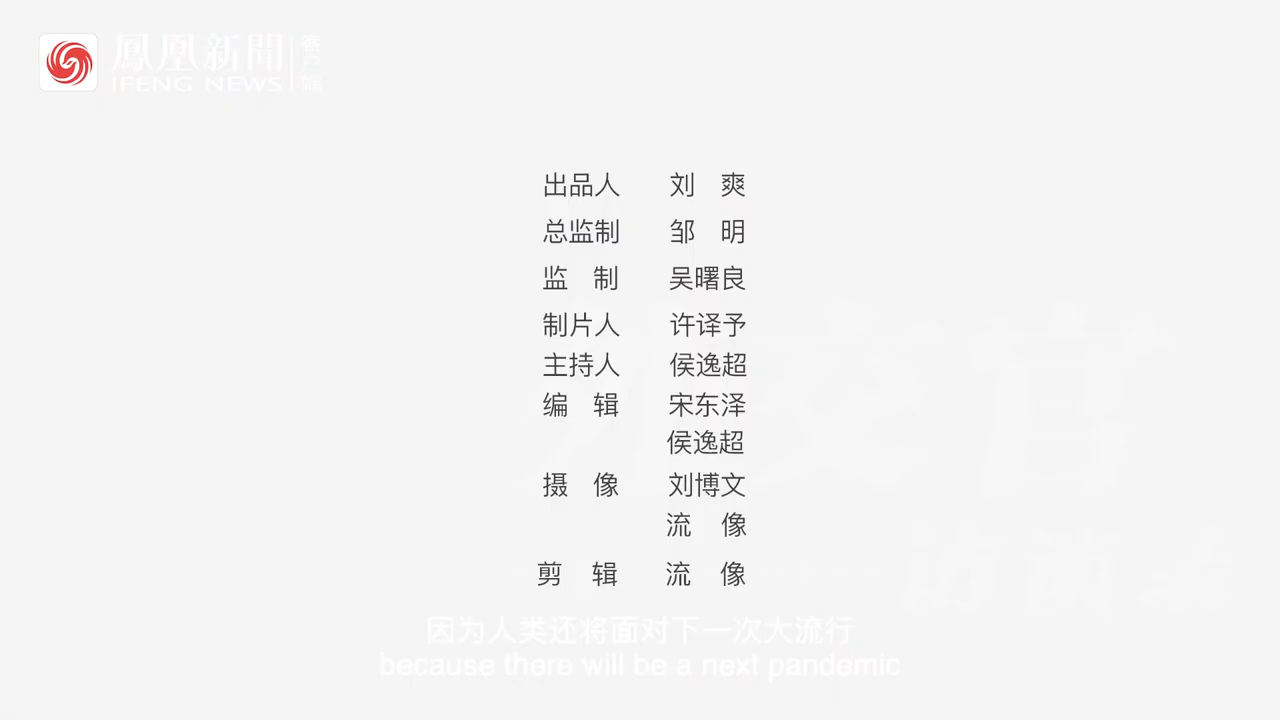 鳳凰新聞 客户端
IFENG NEWS
出品人 刘 爽
总监制 邹 明
监 制 吴曙良
制片人 许译予
主持人 侯逸超
编 辑 宋东泽
侯逸超
摄 像 刘博文
流 像
剪 辑 流 像
因为人类还将面对下一次大流行
because there will be a next pandemic